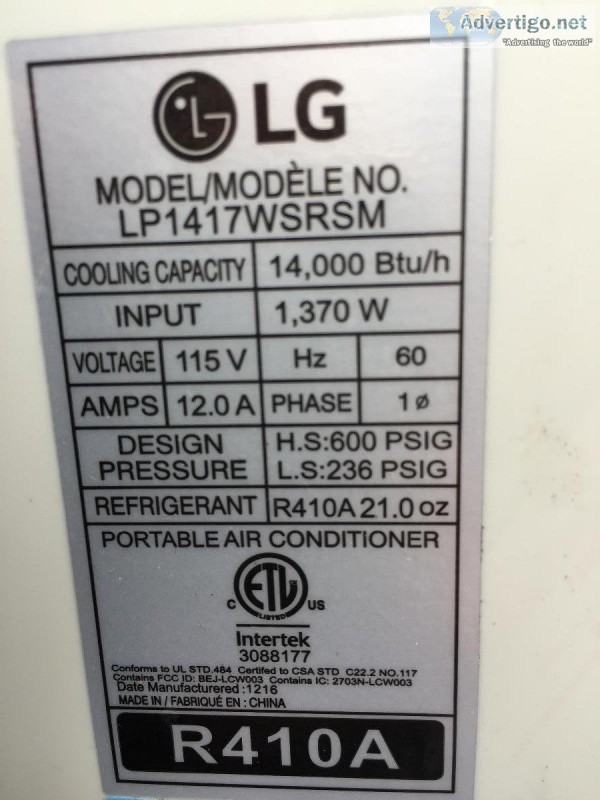 Advertigo.net
"Advertising the world"
LG
MODEL/MODÈLE NO.
LP1417WSRSM
COOLING CAPACITY 14,000 Btu/h
INPUT 1,370 W
VOLTAGE 115 V Hz 60
AMPS 12.0 A PHASE 1ø
DESIGN PRESSURE H.S:600 PSIG
L.S:236 PSIG
REFRIGERANT R410A 21.0 oz
PORTABLE AIR CONDITIONER
C ETL US
LISTED
Intertek
3088177
Conforms to UL STD.484 Certifed to CSA STD C22.2 NO.117
Contains FCC ID: BEJ-LCW003 Contains IC: 2703N-LCW003
Date Manufacturered :1216
MADE IN / FABRIQUÉ EN : CHINA
R410A